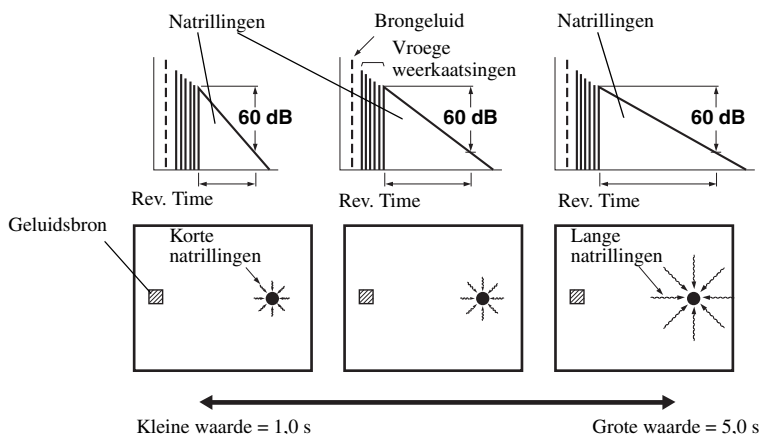 Natrillingen
Brongeluid
Natrillingen
Vroege
weerkaatsingen
60 dB
60 dB
60 dB
Rev. Time
Rev. Time
Rev. Time
Geluidsbron
Korte
natrillingen
Lange
natrillingen
Kleine waarde = 1,0 s
Grote waarde = 5,0 s